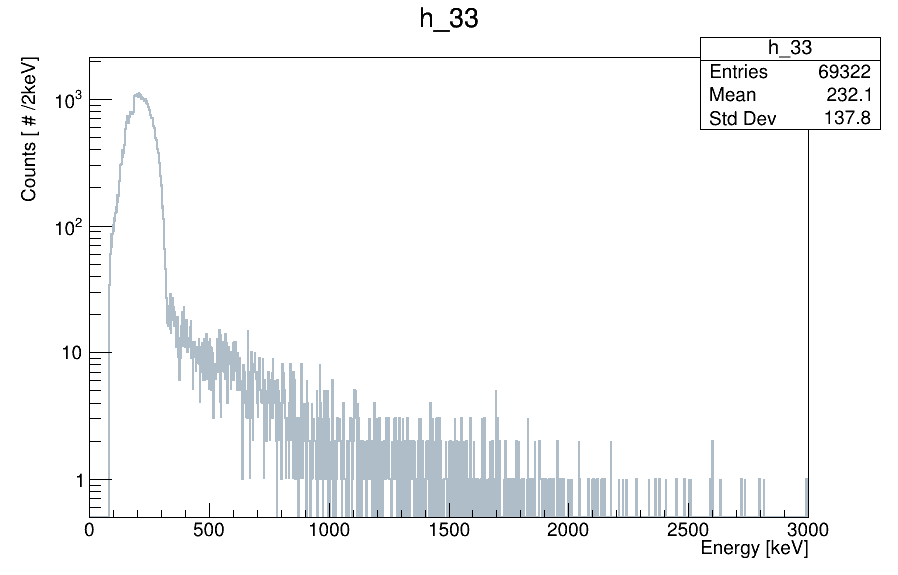 h_33
h_33
Entries 69322
Mean 232.1
Std Dev 137.8
Counts [ # /2keV]
10³
10²
10
1
0 500 1000 1500 2000 2500 3000
Energy [keV]